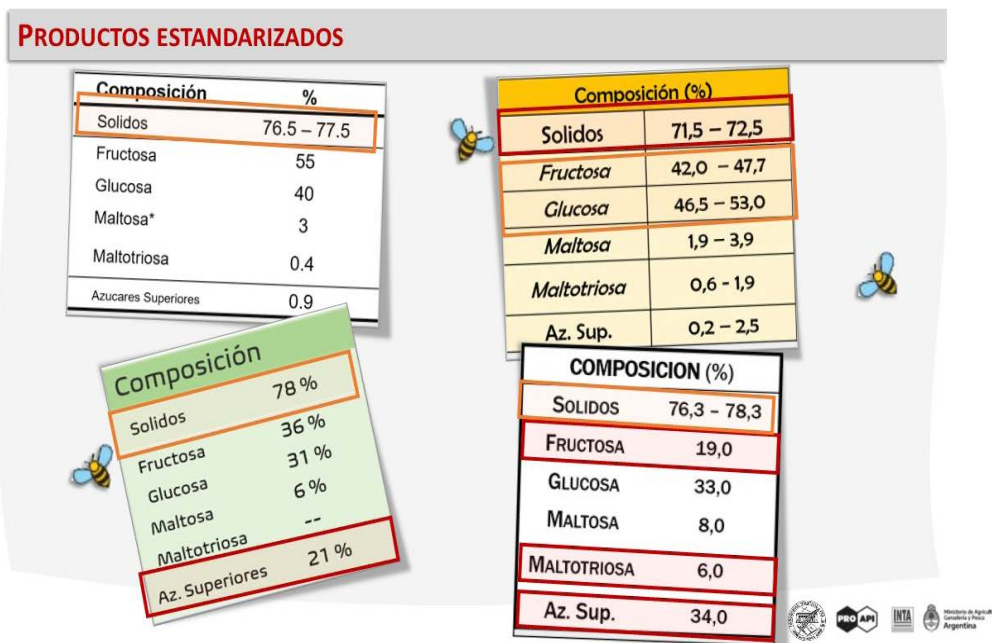 PRODUCTOS ESTANDARIZADOS
Composición %
Solidos 76.5 – 77.5
Fructosa 55
Glucosa 40
Maltosa* 3
Maltotriosa 0.4
Azucares Superiores 0.9
Composición (%)
Solidos 71,5 – 72,5
Fructosa 42,0 – 47,7
Glucosa 46,5 – 53,0
Maltosa 1,9 – 3,9
Maltotriosa 0,6 - 1,9
Az. Sup. 0,2 – 2,5
Composición
Solidos 78 %
Fructosa 36 %
Glucosa 31 %
Maltosa 6 %
Maltotriosa --
Az. Superiores 21 %
COMPOSICION (%)
SOLIDOS 76,3 – 78,3
FRUCTOSA 19,0
GLUCOSA 33,0
MALTOSA 8,0
MALTOTRIOSA 6,0
Az. Sup. 34,0
PRO API
INTA
Ministerio de Agricultura
Ganadería y Pesca
Argentina